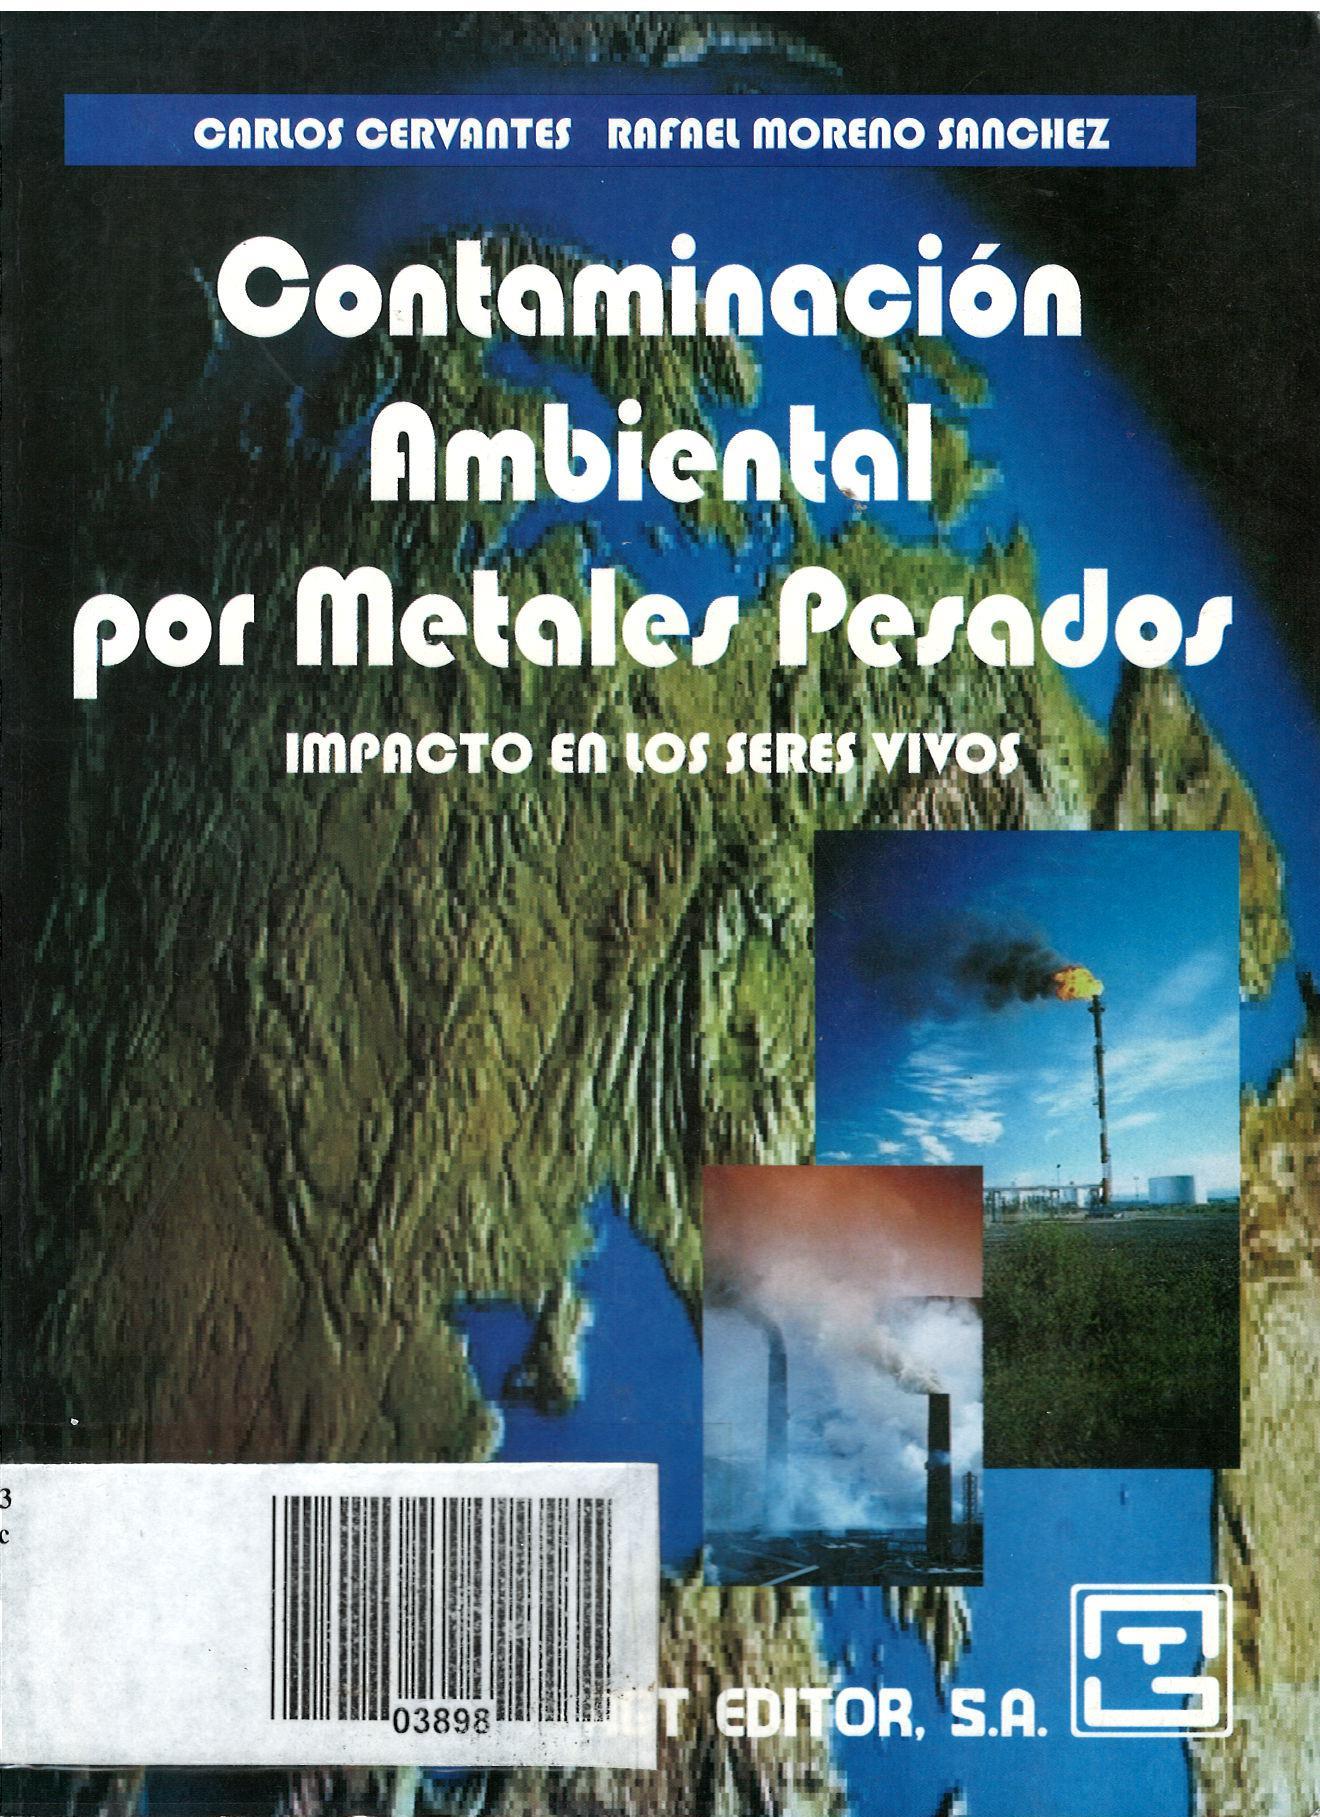 CARLOS CERVANTES RAFAEL MORENO SANCHEZ
Contaminación
Ambiental
por Metales Pesados
IMPACTO EN LOS SERES VIVOS
3
c
03898
EDITOR, S.A.